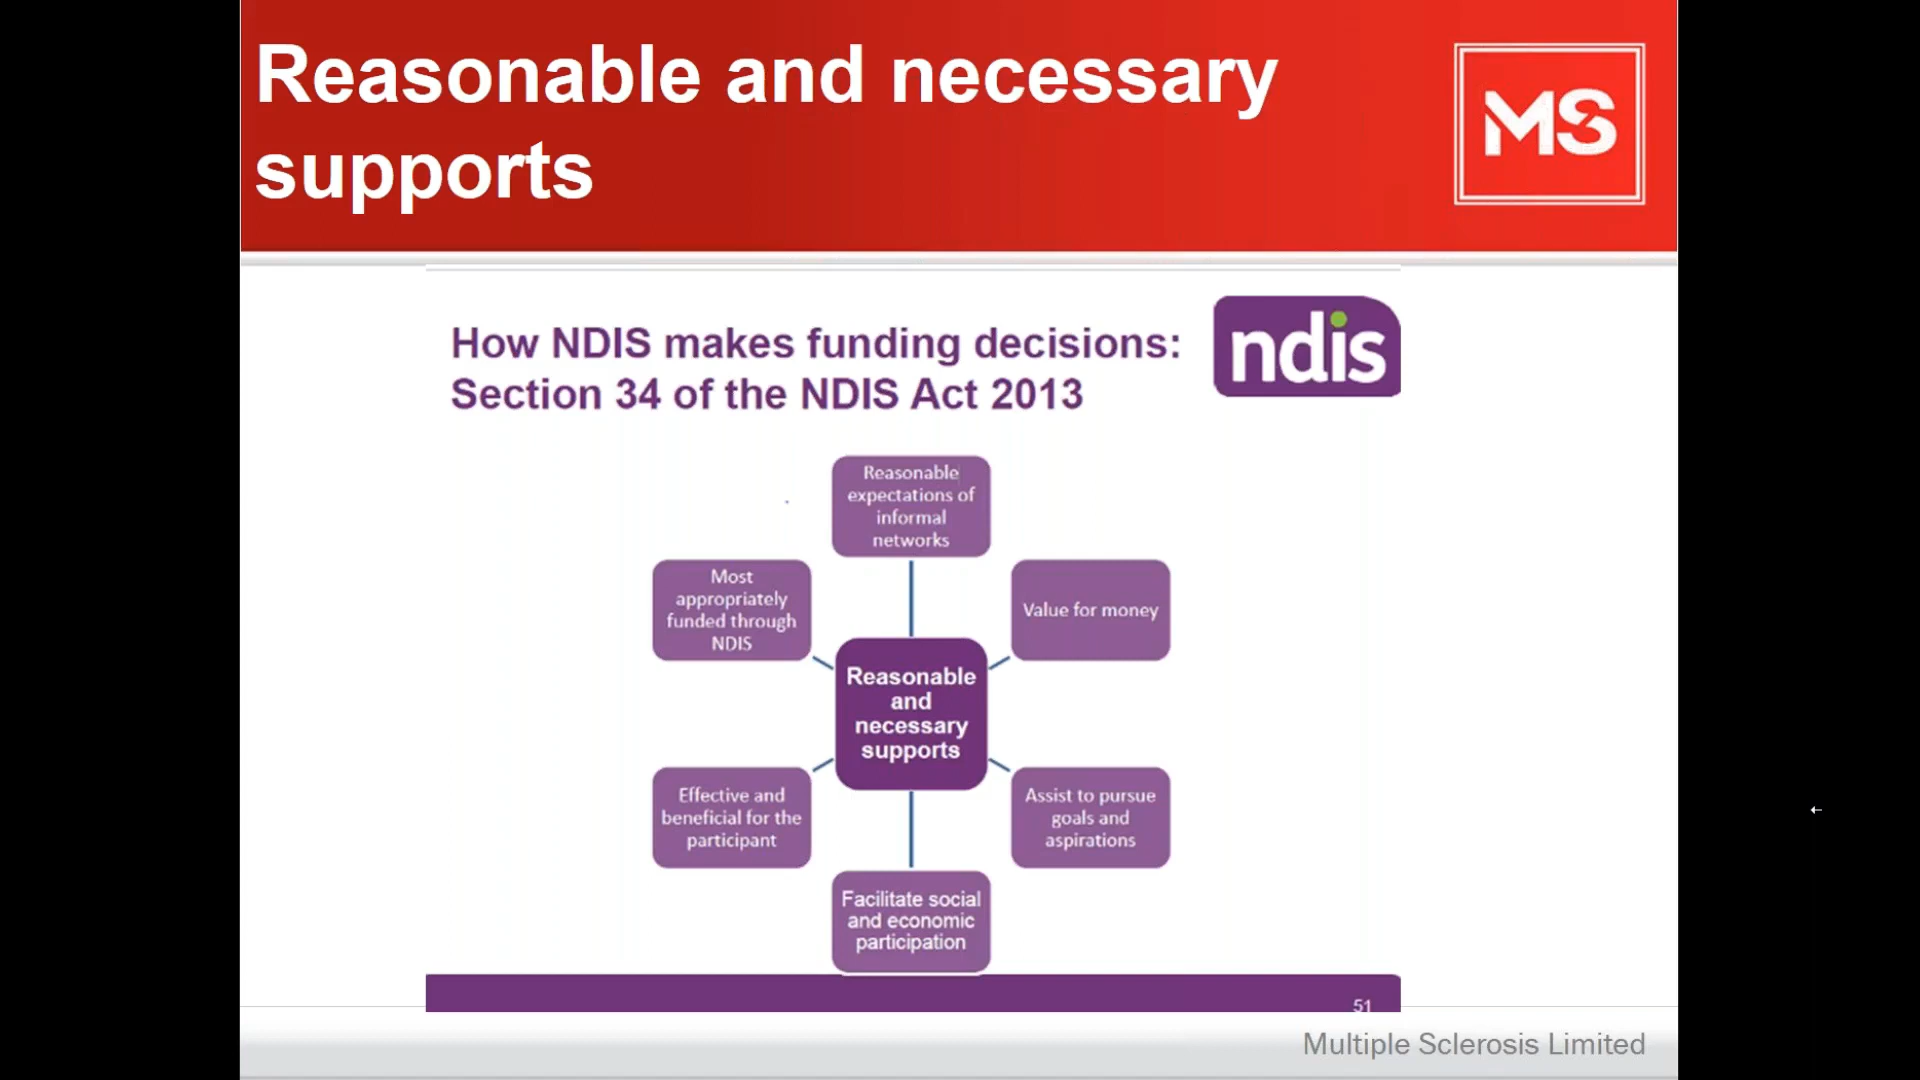 Reasonable and necessary
supports
MS
How NDIS makes funding decisions:
Section 34 of the NDIS Act 2013
ndis
Reasonable
expectations of
informal
networks
Most
appropriately
funded through
NDIS
Value for money
Reasonable
and
necessary
supports
Effective and
beneficial for the
participant
Assist to pursue
goals and
aspirations
Facilitate social
and economic
participation
51
Multiple Sclerosis Limited